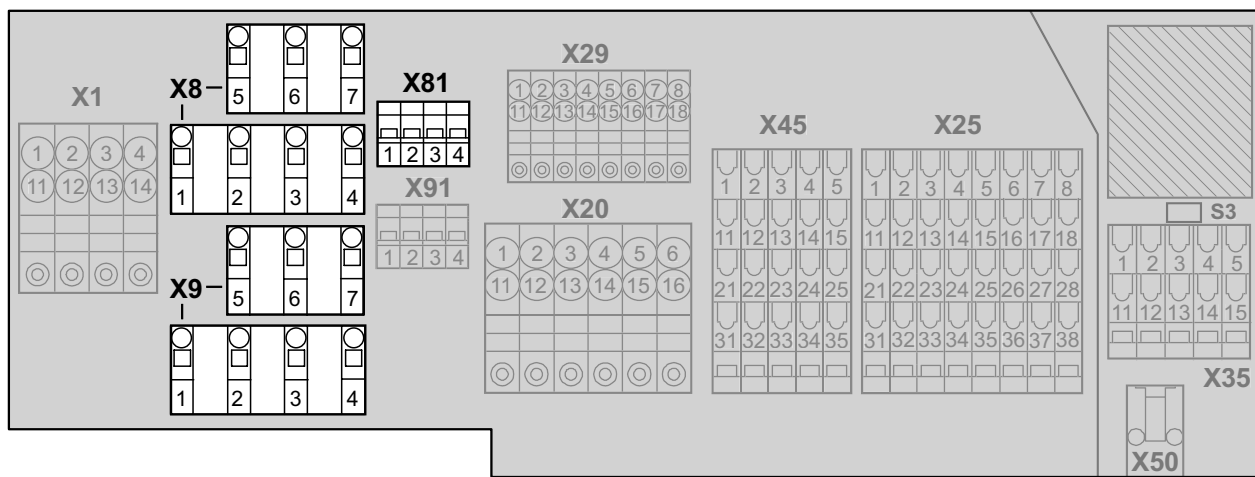 X1
1 2 3 4
11 12 13 14
X8
5 6 7
1 2 3 4
X9
5 6 7
1 2 3 4
X81
1 2 3 4
X91
1 2 3 4
X29
1 2 3 4 5 6 7 8
11 12 13 14 15 16 17 18
X20
1 2 3 4 5 6
11 12 13 14 15 16
X45
1 2 3 4 5
11 12 13 14 15
21 22 23 24 25
31 32 33 34 35
X25
1 2 3 4 5 6 7 8
11 12 13 14 15 16 17 18
21 22 23 24 25 26 27 28
31 32 33 34 35 36 37 38
S3
1 2 3 4 5
11 12 13 14 15
X35
X50